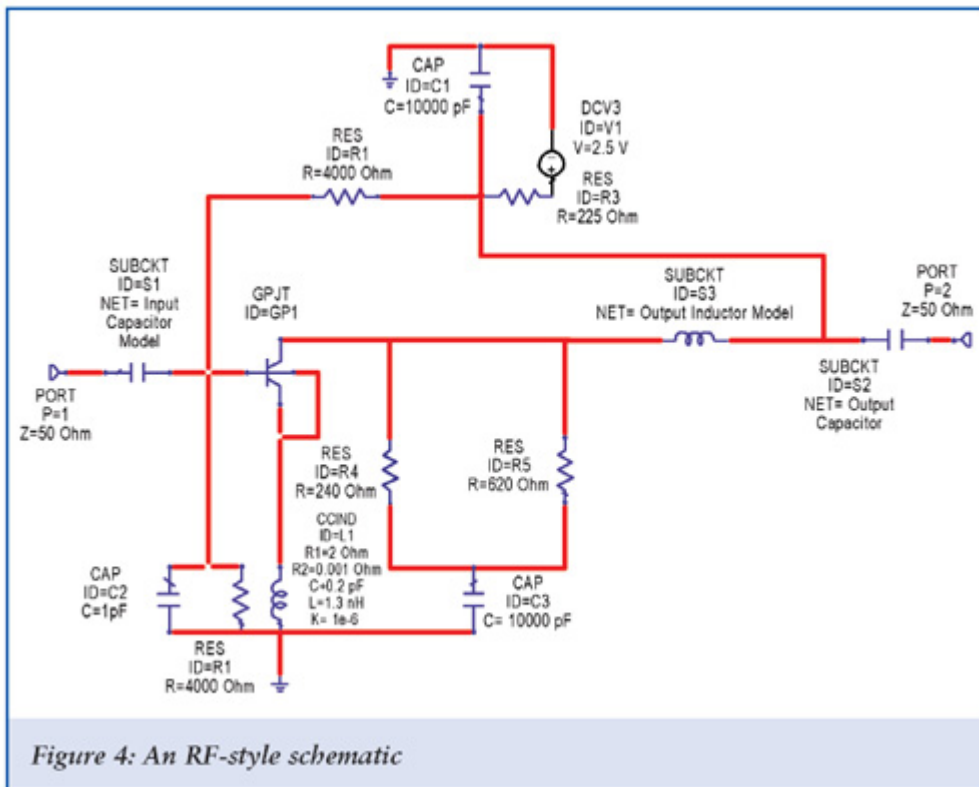 CAP
ID=C1
C=10000 pF
DCV3
ID=V1
V=2.5 V
RES
ID=R1
R=4000 Ohm
RES
ID=R3
R=225 Ohm
SUBCKT
ID=S1
NET= Input
Capacitor
Model
GPJT
ID=GP1
SUBCKT
ID=S3
NET= Output Inductor Model
PORT
P=2
Z=50 Ohm
PORT
P=1
Z=50 Ohm
SUBCKT
ID=S2
NET= Output
Capacitor
RES
ID=R4
R=240 Ohm
RES
ID=R5
R=620 Ohm
CCIND
ID=L1
R1=2 Ohm
R2=0.001 Ohm
C+0.2 pF
L=1.3 nH
K= 1e-6
CAP
ID=C2
C=1pF
CAP
ID=C3
C= 10000 pF
RES
ID=R1
R=4000 Ohm
Figure 4: An RF-style schematic